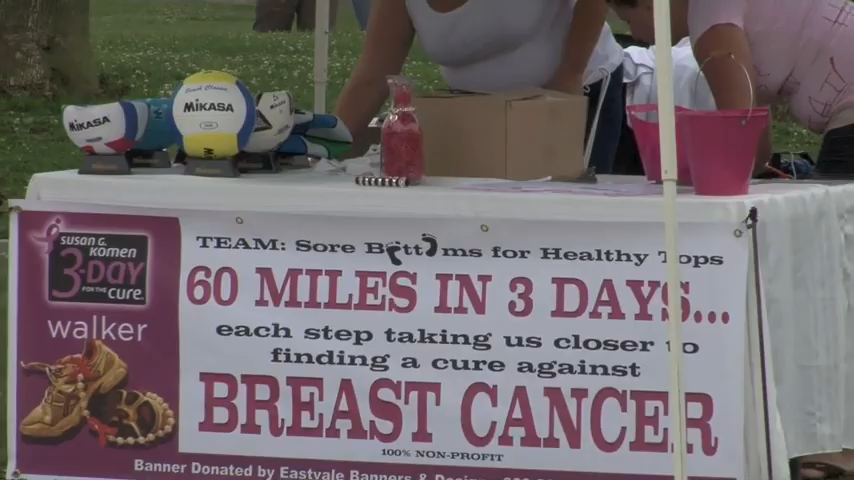 MIKASA
Beach Classic
MIKASA
TEAM: Sore Bottoms for Healthy Tops
SUSAN G.
KOMEN
3-DAY
FOR THE CURE
walker
60 MILES IN 3 DAYS...
each step taking us closer to
finding a cure against
BREAST CANCER
100% NON-PROFIT
Banner Donated by Eastvale Banners &